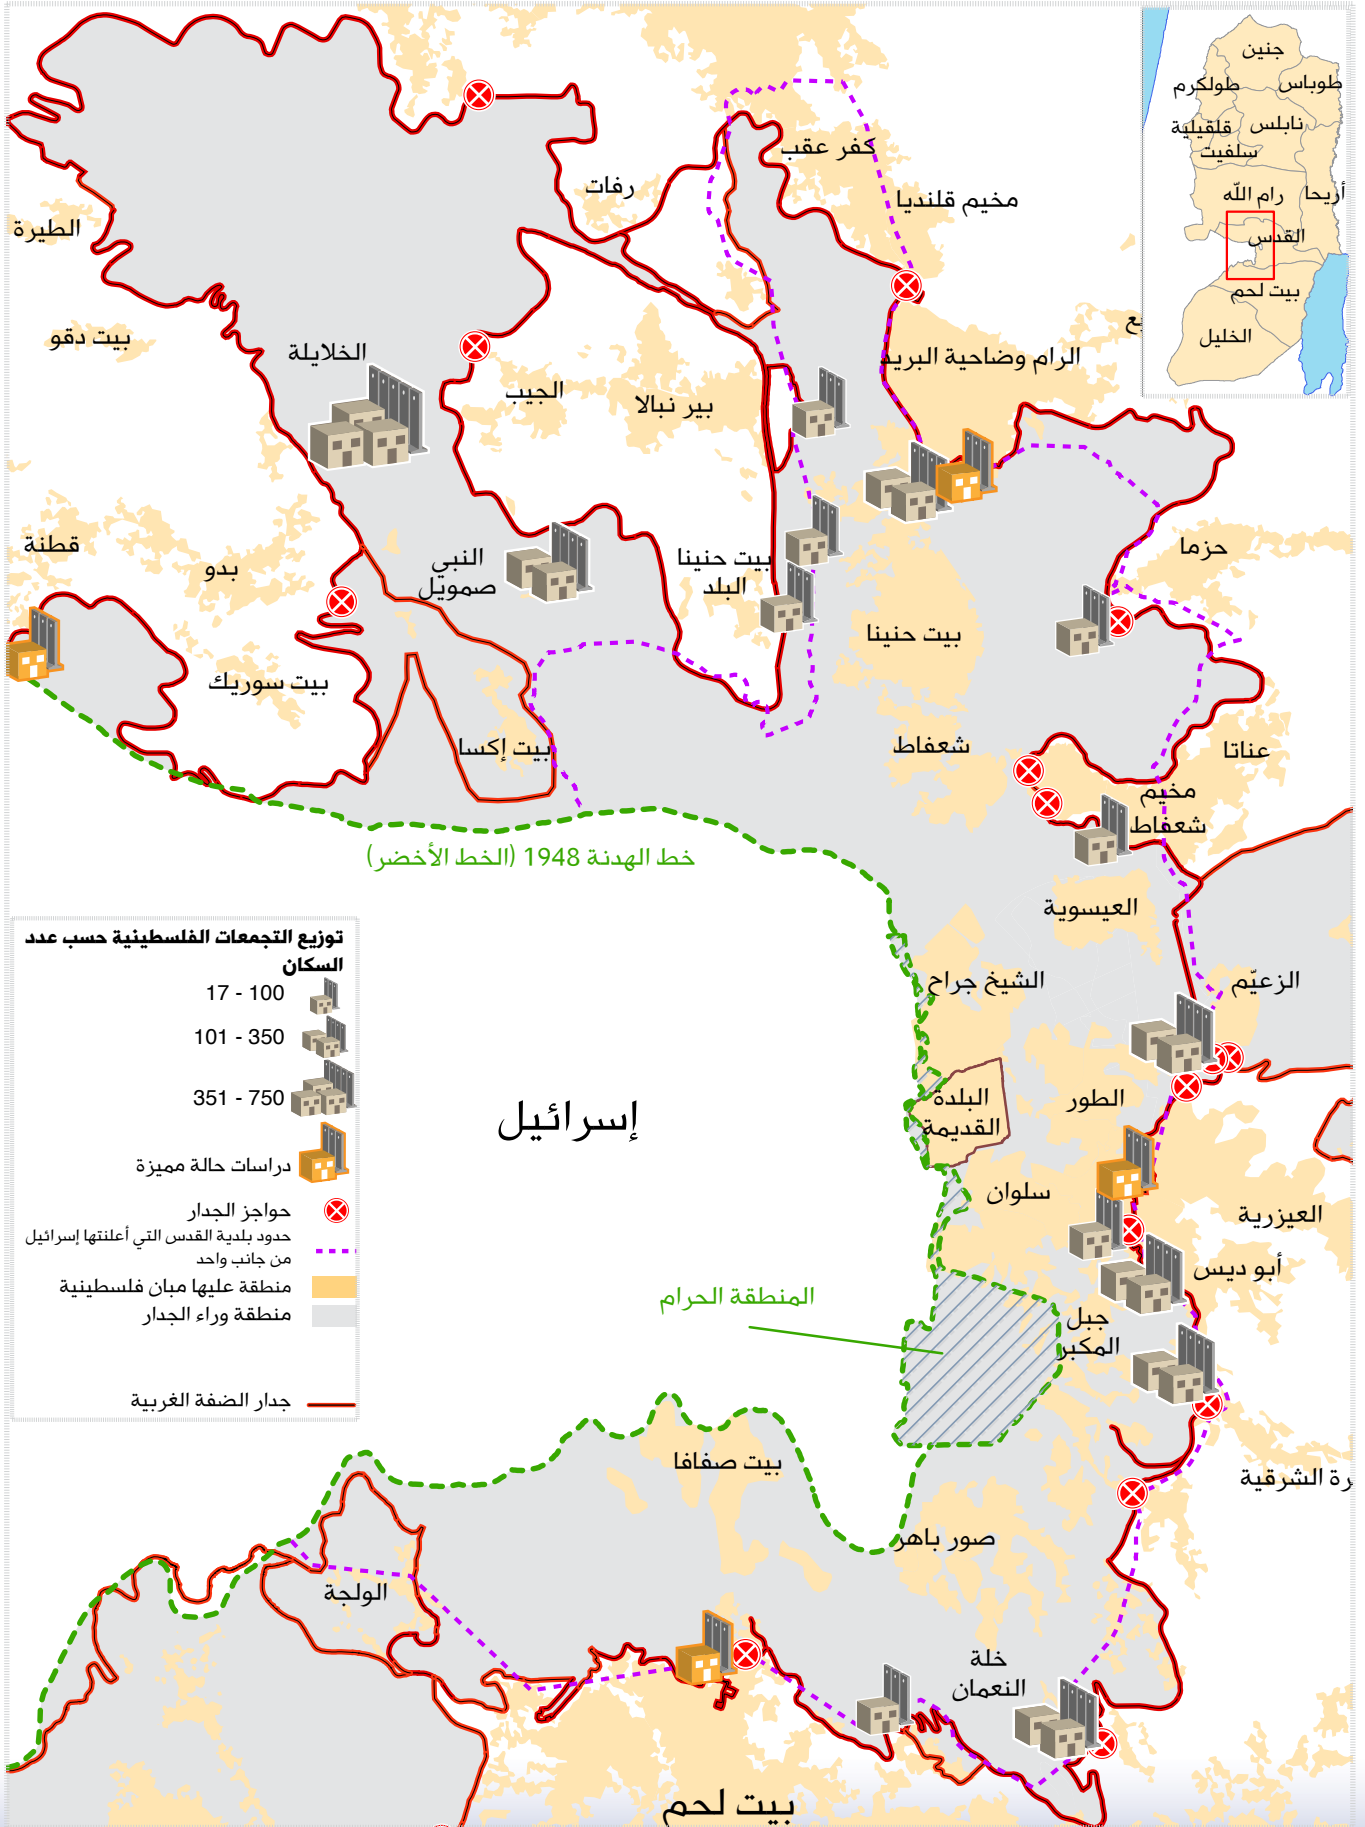 جنين
طوباس
طولكرم
نابلس
قلقيلية
سلفيت
رام الله
أريحا
القدس
بيت لحم
الخليل
كفر عقب
رفات
مخيم قلنديا
الطيرة
بيت دقو
الخلايلة
الجيب
بير نبالا
الرام وضاحية البريد
قطنة
بدو
النبي
صمويل
بيت حنينا
البلد
حزما
بيت حنينا
بيت سوريك
بيت إكسا
شعفاط
عناتا
مخيم
شعفاط
خط الهدنة 1948 (الخط الأخضر)
العيسوية
الشيخ جراح
الزعيّم
البلدة
القديمة
الطور
إسرائيل
سلوان
العيزرية
أبو ديس
المنطقة الحرام
جبل
المكبر
بيت صفافا
رة الشرقية
صور باهر
الولجة
خلة
النعمان
بيت لحم
توزيع التجمعات الفلسطينية حسب عدد
السكان
17 - 100
101 - 350
351 - 750
دراسات حالة مميزة
حواجز الجدار
حدود بلدية القدس التي أعلنتها إسرائيل
من جانب واحد
منطقة عليها مبان فلسطينية
منطقة وراء الجدار
جدار الضفة الغربية